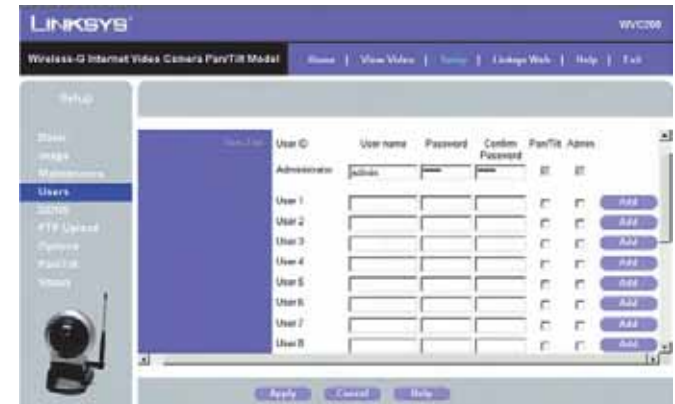 LINKSYS
WVC200
Wireless-G Internet Video Camera Pan/Tilt Model
Home | View Video | Setup | Linksys Web | Help | Exit
Setup
Basic
Image
Maintenance
Users
DDNS
FTP Upload
Options
Pan/Tilt
Status
User List
User ID User name Password Confirm Password Pan/Tilt Admin
Administrator admin
User 1 Add
User 2 Add
User 3 Add
User 4 Add
User 5 Add
User 6 Add
User 7 Add
User 8 Add
Apply Cancel Help